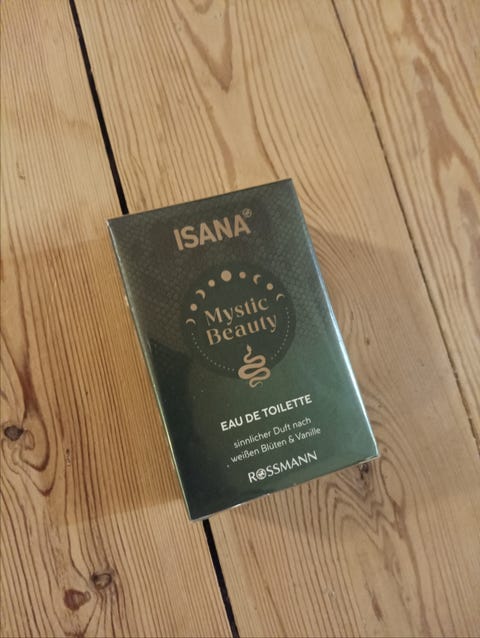 ISANA
Mystic
Beauty
EAU DE TOILETTE
sinnlicher Duft nach
weißen Blüten & Vanille
ROSSMANN